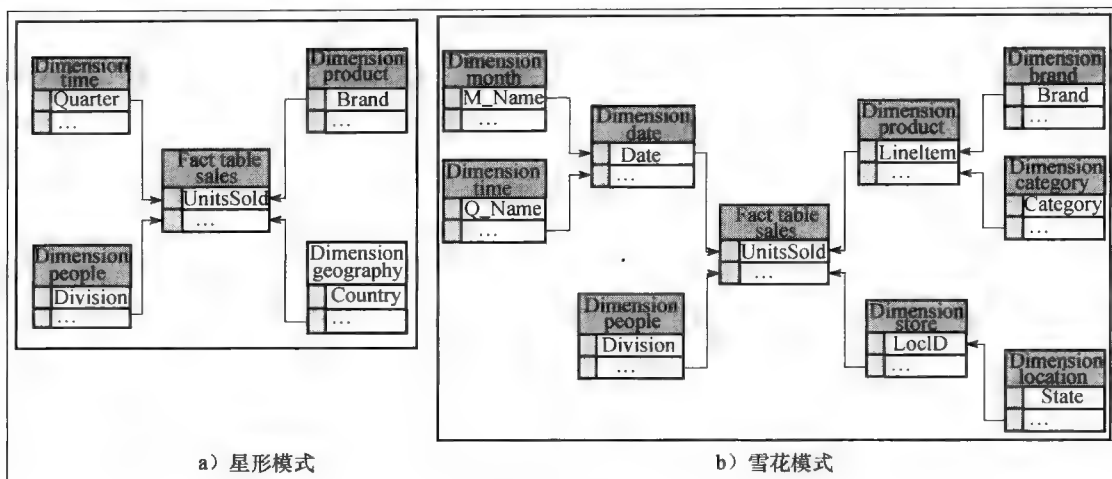 Dimension
time
Quarter
...
Dimension
product
Brand
...
Fact table
sales
UnitsSold
...
Dimension
people
Division
...
Dimension
geography
Country
...
a）星形模式
Dimension
month
M_Name
...
Dimension
time
Q_Name
...
Dimension
date
Date
...
Dimension
product
LineItem
...
Dimension
brand
Brand
...
Dimension
category
Category
...
Fact table
sales
UnitsSold
...
Dimension
people
Division
...
Dimension
store
LocID
...
Dimension
location
State
...
b）雪花模式